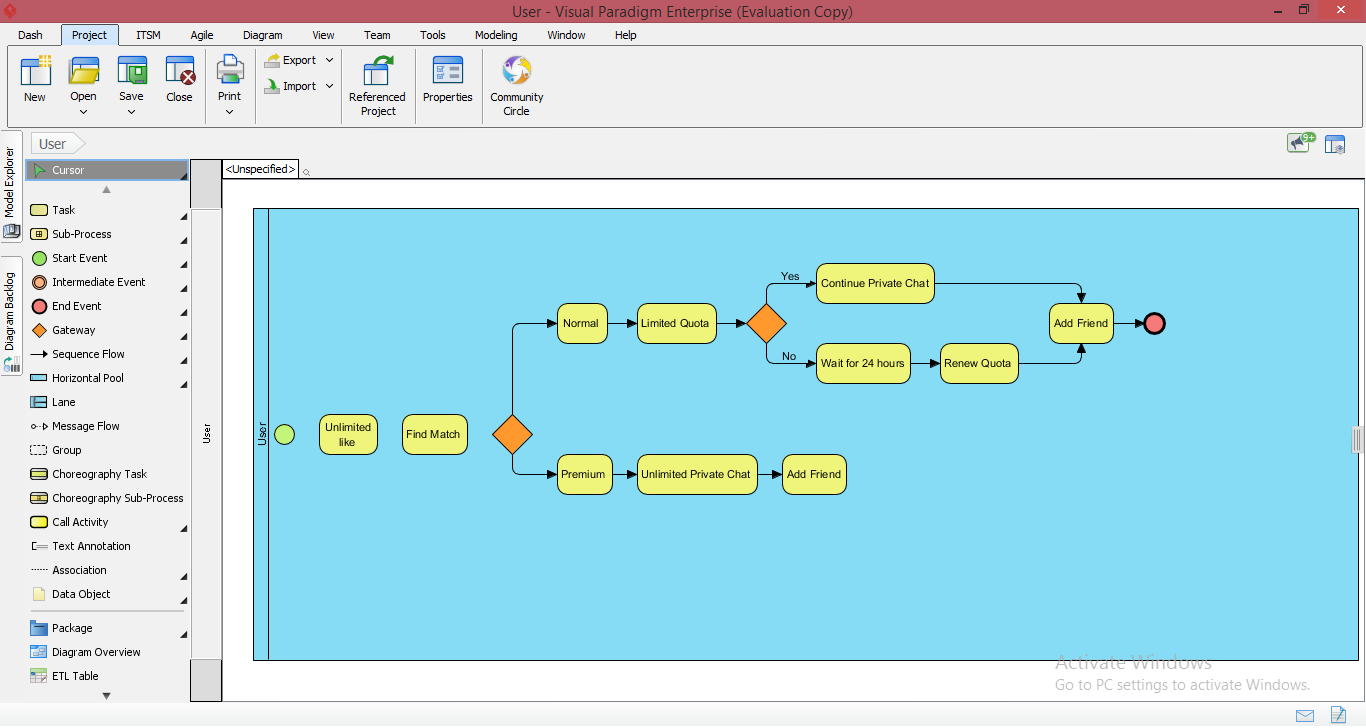 User - Visual Paradigm Enterprise (Evaluation Copy)
Dash Project ITSM Agile Diagram View Team Tools Modeling Window Help
New Open Save Close Print Export Import Referenced Project Properties Community Circle
User
9+
Model Explorer
Diagram Backlog
Cursor
Task
Sub-Process
Start Event
Intermediate Event
End Event
Gateway
Sequence Flow
Horizontal Pool
Lane
Message Flow
Group
Choreography Task
Choreography Sub-Process
Call Activity
Text Annotation
Association
Data Object
Package
Diagram Overview
ETL Table
<Unspecified>
User
User
Unlimited
like
Find Match
Normal
Limited Quota
Yes
Continue Private Chat
No
Wait for 24 hours
Renew Quota
Add Friend
Premium
Unlimited Private Chat
Add Friend
Activate Windows
Go to PC settings to activate Windows.